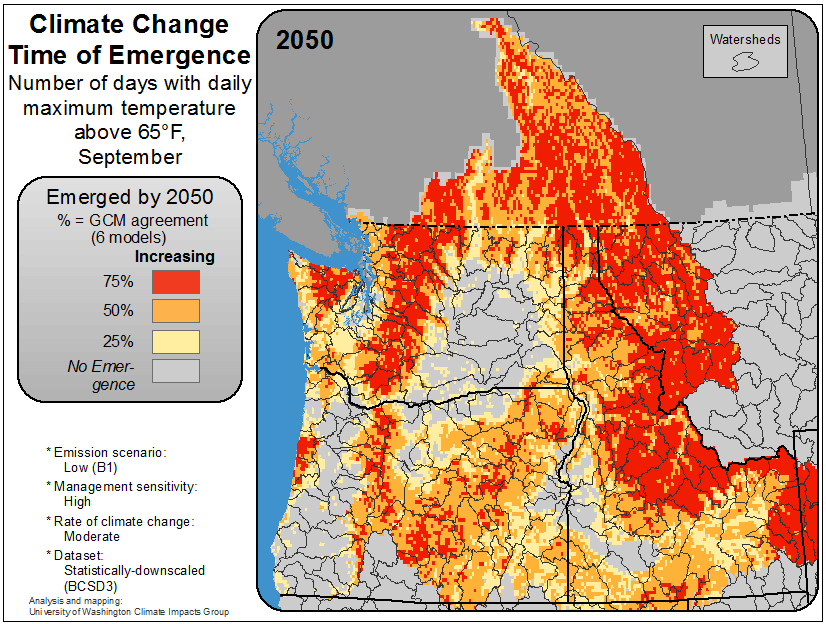 Climate Change
Time of Emergence
Number of days with daily
maximum temperature
above 65°F,
September
Emerged by 2050
% = GCM agreement
(6 models)
Increasing
75%
50%
25%
No Emer-
gence
* Emission scenario:
Low (B1)
* Management sensitivity:
High
* Rate of climate change:
Moderate
* Dataset:
Statistically-downscaled
(BCSD3)
Analysis and mapping:
University of Washington Climate Impacts Group
2050
Watersheds